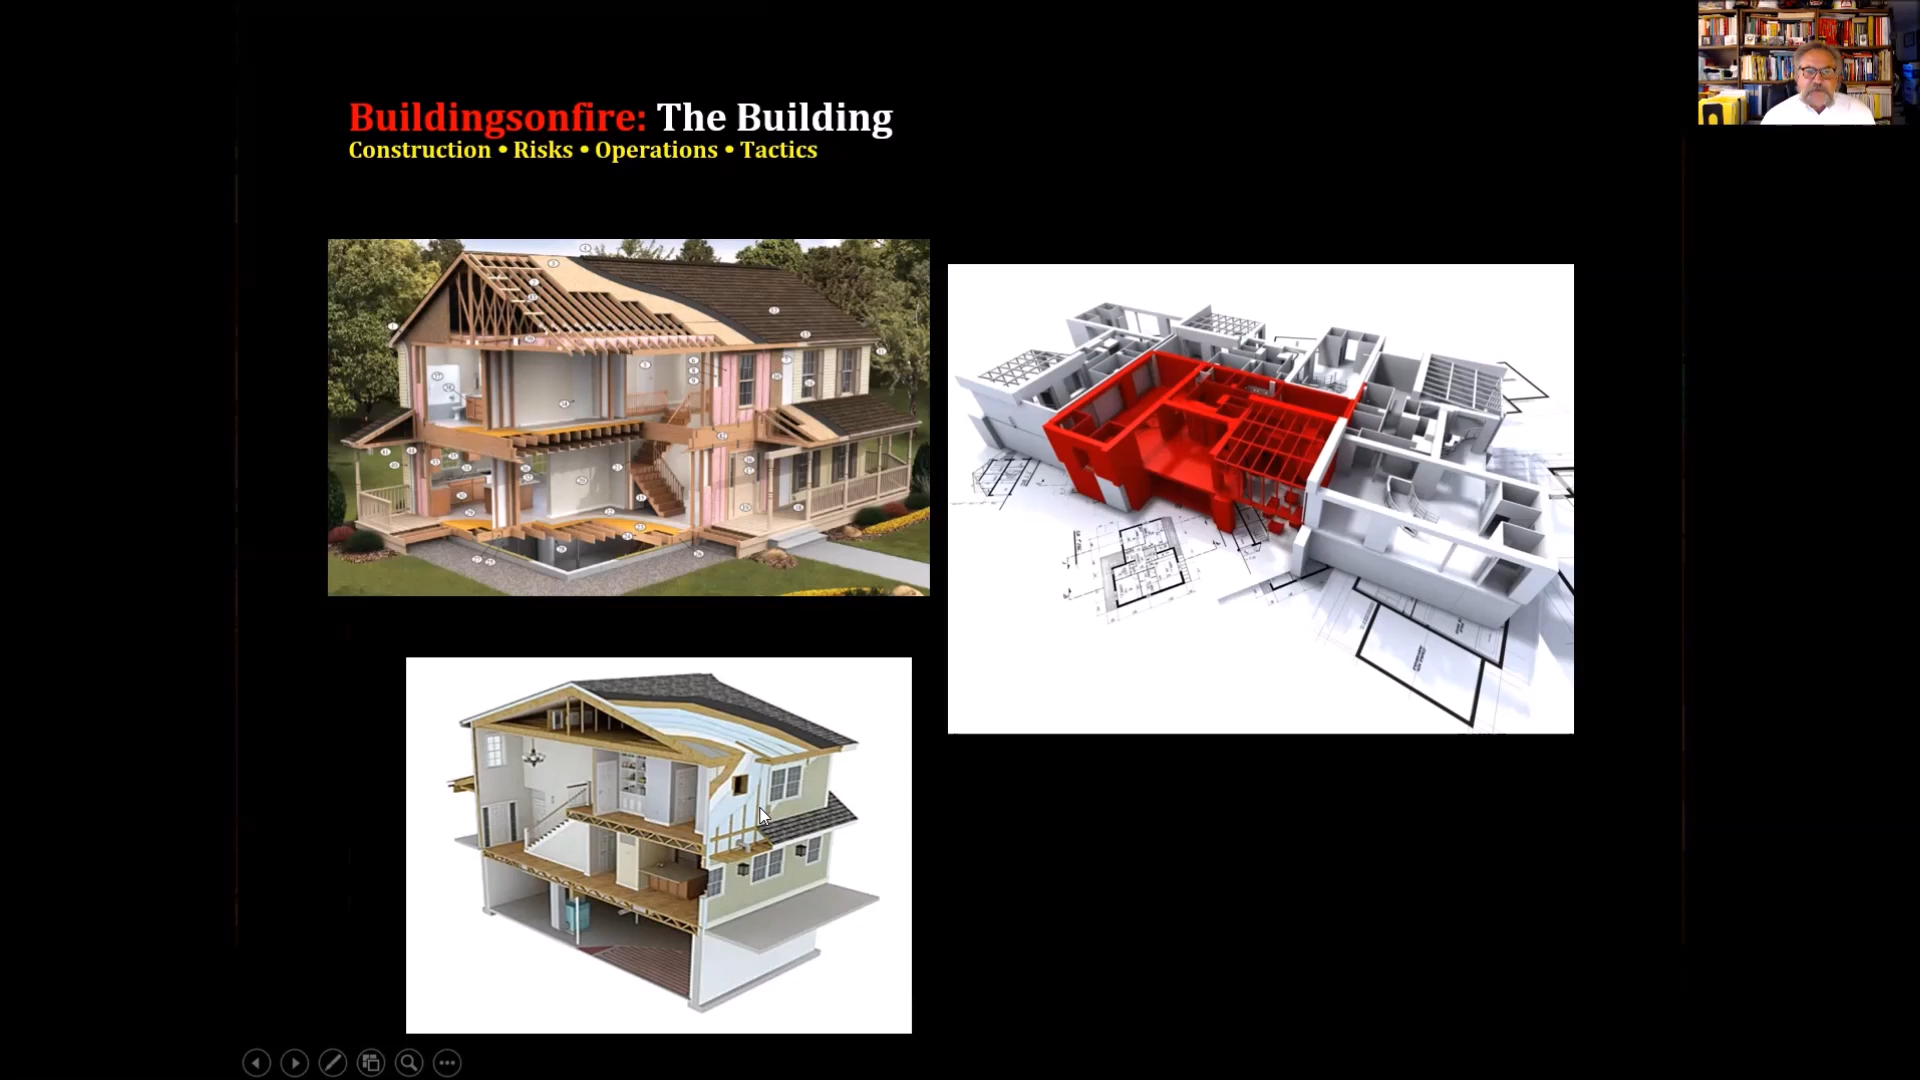 Buildingsonfire: The Building
Construction • Risks • Operations • Tactics